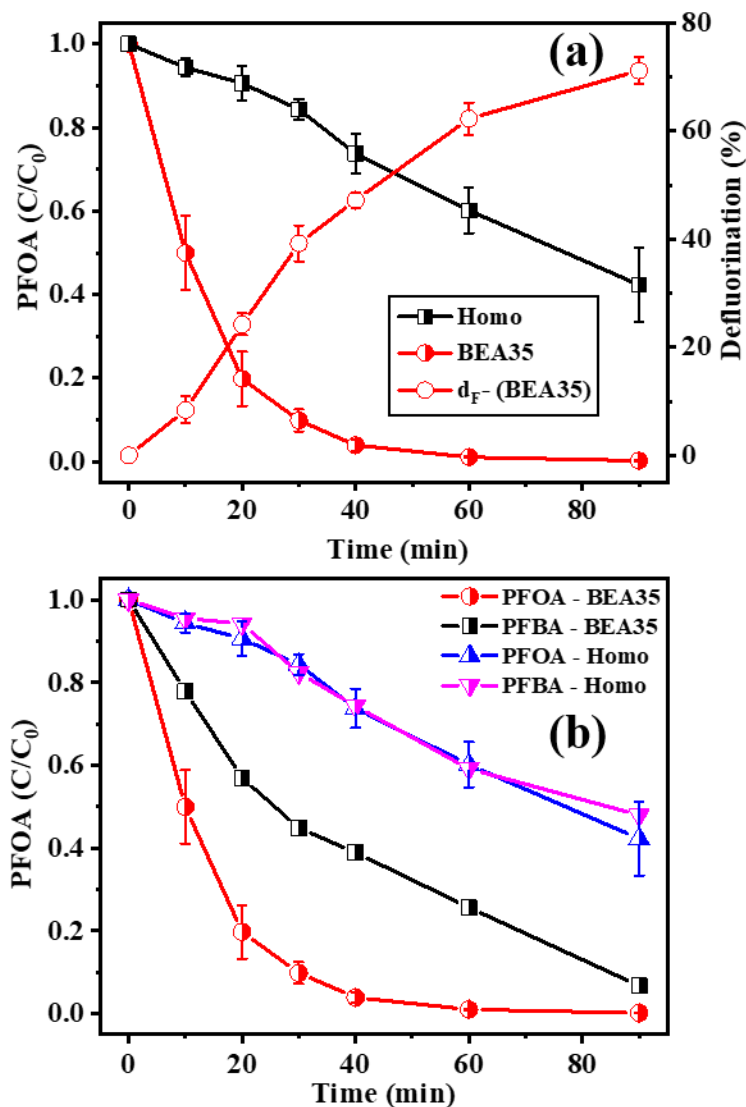 (a)
1.0
0.8
0.6
0.4
0.2
0.0
PFOA (C/C₀)
80
60
40
20
0
Defluorination (%)
Homo
BEA35
d_F- (BEA35)
0
20
40
60
80
Time (min)
(b)
1.0
0.8
0.6
0.4
0.2
0.0
PFOA (C/C₀)
PFOA - BEA35
PFBA - BEA35
PFOA - Homo
PFBA - Homo
0
20
40
60
80
Time (min)